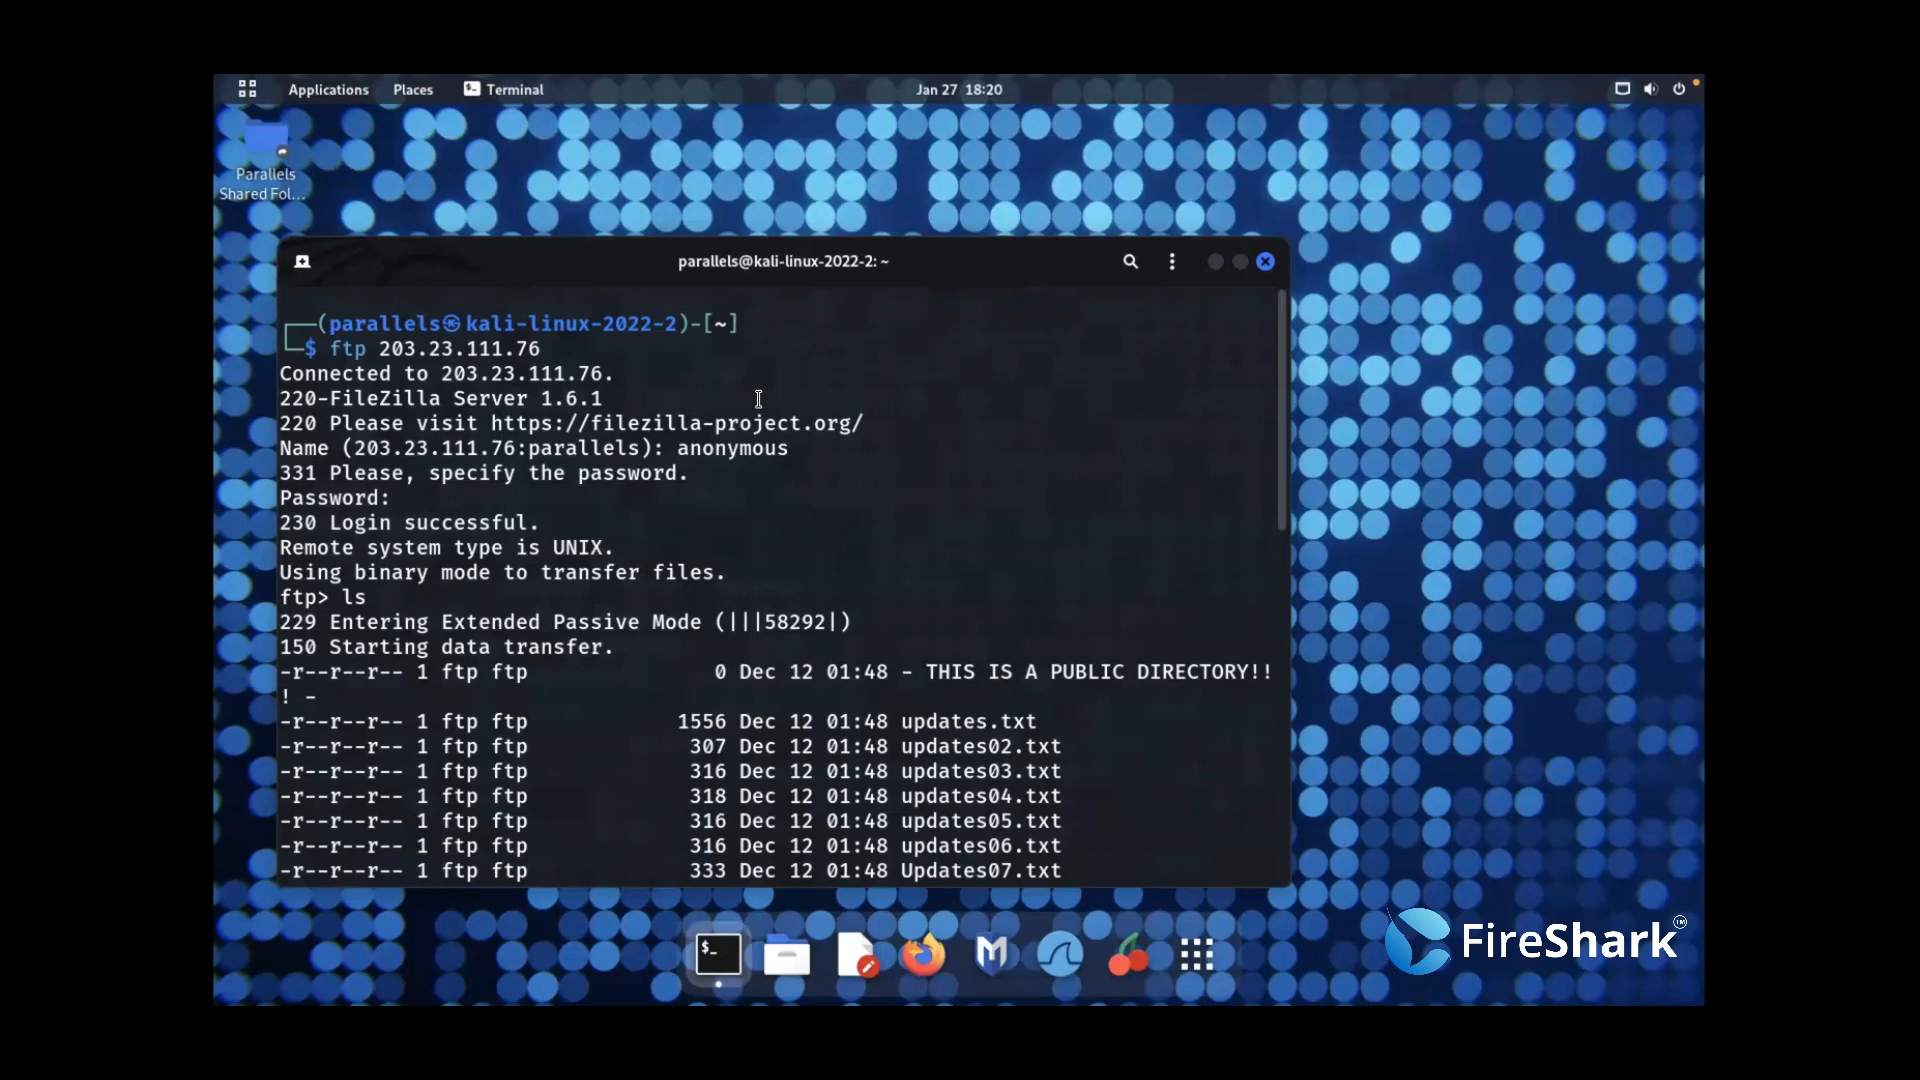 Applications Places Terminal Jan 27 18:20
Parallels
Shared Fol...
parallels@kali-linux-2022-2: ~
┌──(parallels㉿kali-linux-2022-2)-[~]
└─$ ftp 203.23.111.76
Connected to 203.23.111.76.
220-FileZilla Server 1.6.1
220 Please visit https://filezilla-project.org/
Name (203.23.111.76:parallels): anonymous
331 Please, specify the password.
Password:
230 Login successful.
Remote system type is UNIX.
Using binary mode to transfer files.
ftp> ls
229 Entering Extended Passive Mode (|||58292|)
150 Starting data transfer.
-r--r--r-- 1 ftp ftp               0 Dec 12 01:48 - THIS IS A PUBLIC DIRECTORY!!
! -
-r--r--r-- 1 ftp ftp            1556 Dec 12 01:48 updates.txt
-r--r--r-- 1 ftp ftp             307 Dec 12 01:48 updates02.txt
-r--r--r-- 1 ftp ftp             316 Dec 12 01:48 updates03.txt
-r--r--r-- 1 ftp ftp             318 Dec 12 01:48 updates04.txt
-r--r--r-- 1 ftp ftp             316 Dec 12 01:48 updates05.txt
-r--r--r-- 1 ftp ftp             316 Dec 12 01:48 updates06.txt
-r--r--r-- 1 ftp ftp             333 Dec 12 01:48 Updates07.txt
$-
FireShark™